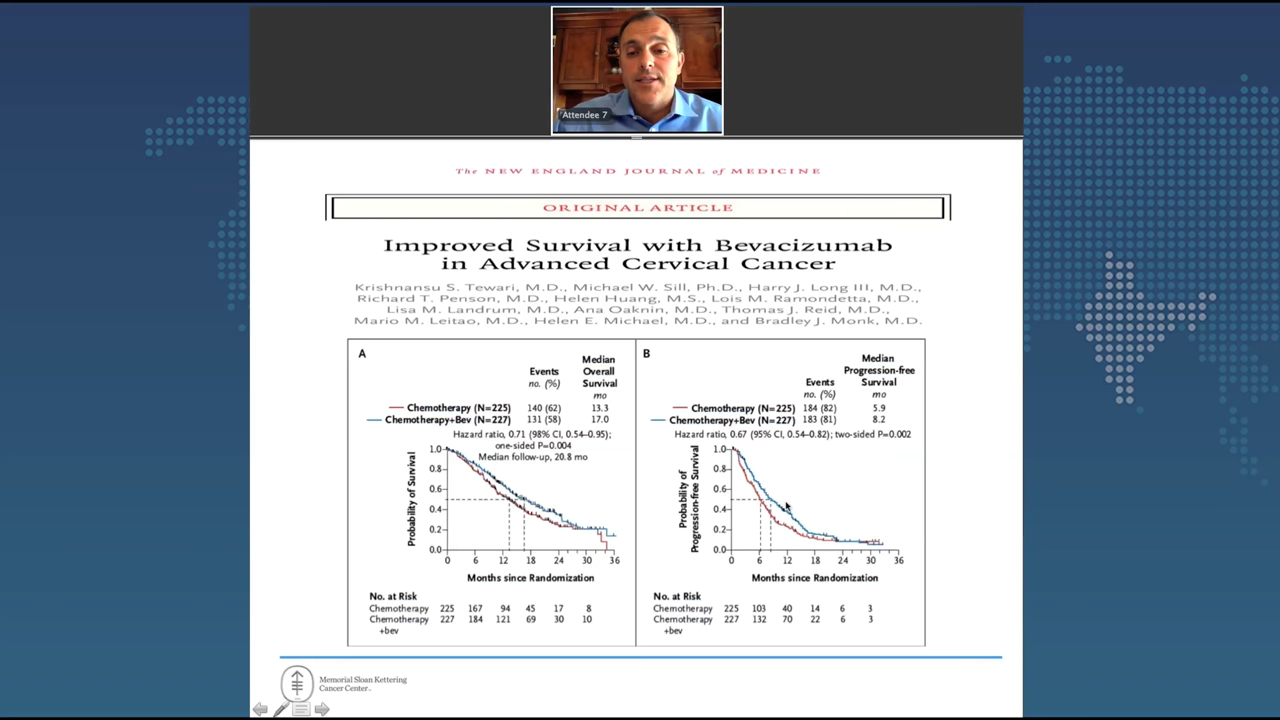 Attendee 7
The NEW ENGLAND JOURNAL of MEDICINE
ORIGINAL ARTICLE
Improved Survival with Bevacizumab
in Advanced Cervical Cancer
Krishnansu S. Tewari, M.D., Michael W. Sill, Ph.D., Harry J. Long III, M.D.,
Richard T. Penson, M.D., Helen Huang, M.S., Lois M. Ramondetta, M.D.,
Lisa M. Landrum, M.D., Ana Oaknin, M.D., Thomas J. Reid, M.D.,
Mario M. Leitao, M.D., Helen E. Michael, M.D., and Bradley J. Monk, M.D.
A
Events
no. (%)
Median
Overall
Survival
mo
Chemotherapy (N=225) 140 (62) 13.3
Chemotherapy+Bev (N=227) 131 (58) 17.0
Hazard ratio, 0.71 (98% CI, 0.54–0.95);
one-sided P=0.004
Median follow-up, 20.8 mo
Probability of Survival
1.0
0.8
0.6
0.4
0.2
0.0
0 6 12 18 24 30 36
Months since Randomization
No. at Risk
Chemotherapy 225 167 94 45 17 8
Chemotherapy 227 184 121 69 30 10
+bev
B
Events
no. (%)
Median
Progression-free
Survival
mo
Chemotherapy (N=225) 184 (82) 5.9
Chemotherapy+Bev (N=227) 183 (81) 8.2
Hazard ratio, 0.67 (95% CI, 0.54–0.82); two-sided P=0.002
Probability of
Progression-free Survival
1.0
0.8
0.6
0.4
0.2
0.0
0 6 12 18 24 30 36
Months since Randomization
No. at Risk
Chemotherapy 225 103 40 14 6 3
Chemotherapy 227 132 70 22 6 3
+bev
Memorial Sloan Kettering
Cancer Center